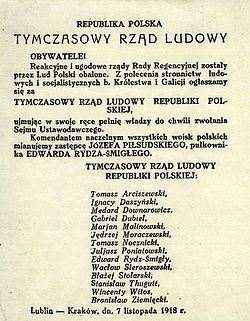 REPUBLIKA POLSKA
TYMCZASOWY RZĄD LUDOWY
OBYWATELE!
Reakcyjne i ugodowe rządy Rady Regencyjnej zostały
przez Lud Polski obalone. Z polecenia stronnictw ludo-
wych i socjalistycznych b. Królestwa i Galicji ogłaszamy
się za
TYMCZASOWY RZĄD LUDOWY REPUBLIKI POL-
SKIEJ,
ujmując w swoje ręce pełnię władzy do chwili zwołania
Sejmu Ustawodawczego.
Komendantem naczelnym wszystkich wojsk polskich
mianujemy zastępcę JÓZEFA PIŁSUDSKIEGO, pułkowni-
ka EDWARDA RYDZA-ŚMIGŁEGO.
TYMCZASOWY RZĄD LUDOWY
REPUBLIKI POLSKIEJ:
Tomasz Arciszewski,
Ignacy Daszyński,
Medard Downarowicz,
Gabriel Dubiel,
Marjan Malinowski,
Jędrzej Moraczewski,
Tomasz Nocznicki,
Juljusz Poniatowski,
Edward Rydz-Śmigły,
Wacław Sieroszewski,
Błażej Stolarski,
Stanisław Thugutt,
Wincenty Witos,
Bronisław Ziemięcki.
Lublin — Kraków, dn. 7 listopada 1918 r.